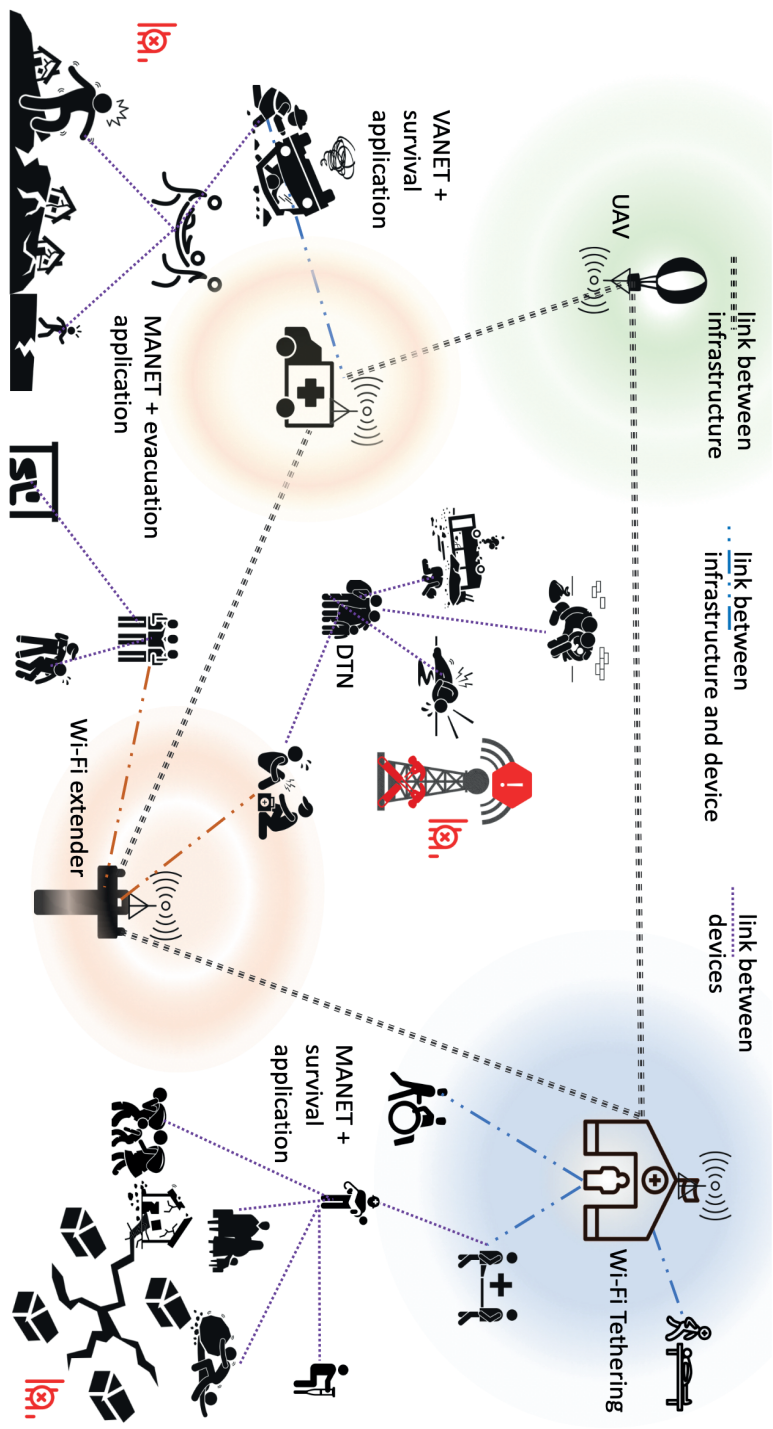 link between
infrastructure
link between
infrastructure and device
link between
devices
UAV
Wi-Fi Tethering
VANET +
survival
application
DTN
MANET +
survival
application
MANET + evacuation
application
Wi-Fi extender